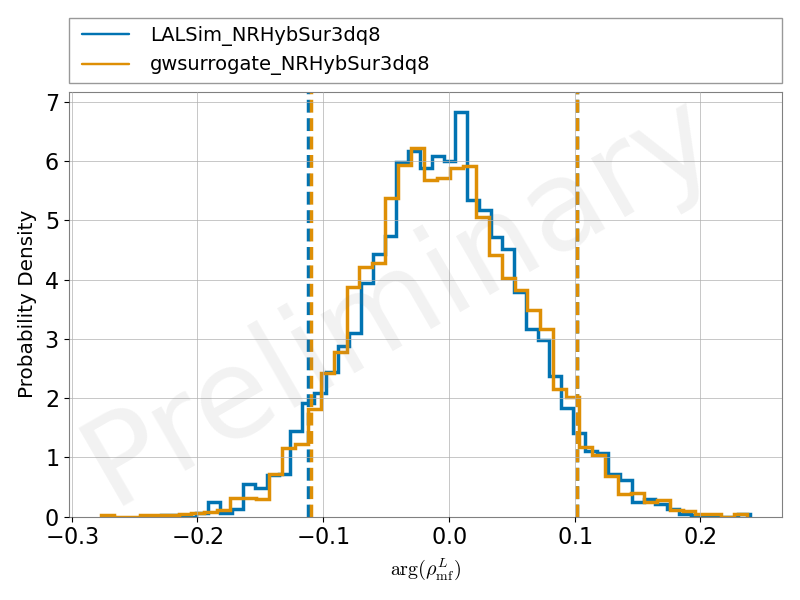 LALSim_NRHybSur3dq8
gwsurrogate_NRHybSur3dq8
Preliminary
Probability Density
7
6
5
4
3
2
1
0
−0.3 −0.2 −0.1 0.0 0.1 0.2
arg(ρ_mf^L)